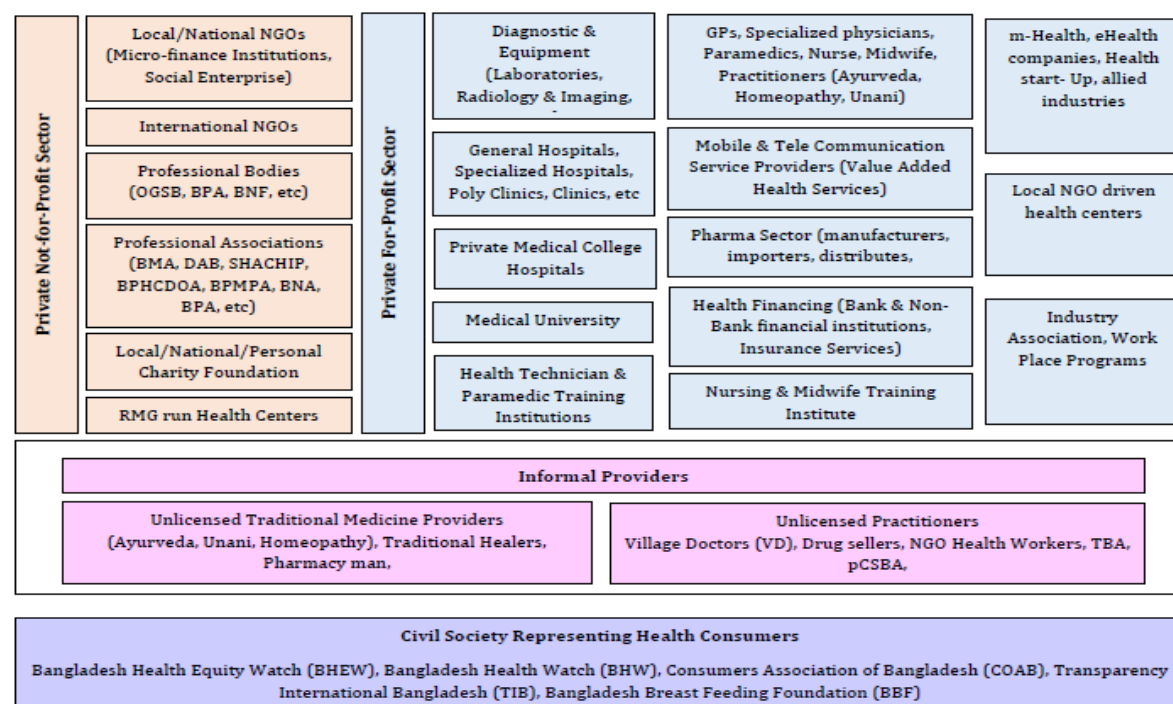 Private Not-for-Profit Sector
Local/National NGOs
(Micro-finance Institutions,
Social Enterprise)
International NGOs
Professional Bodies
(OGSB, BPA, BNF, etc)
Professional Associations
(BMA, DAB, SHACHIP,
BPHCDOA, BPMPA, BNA,
BPA, etc)
Local/National/Personal
Charity Foundation
RMG run Health Centers
Private For-Profit Sector
Diagnostic &
Equipment
(Laboratories,
Radiology & Imaging,
General Hospitals,
Specialized Hospitals,
Poly Clinics, Clinics, etc
Private Medical College
Hospitals
Medical University
Health Technician &
Paramedic Training
Institutions
GPs, Specialized physicians,
Paramedics, Nurse, Midwife,
Practitioners (Ayurveda,
Homeopathy, Unani)
Mobile & Tele Communication
Service Providers (Value Added
Health Services)
Pharma Sector (manufacturers,
importers, distributes,
Health Financing (Bank & Non-
Bank financial institutions,
Insurance Services)
Nursing & Midwife Training
Institute
m-Health, eHealth
companies, Health
start- Up, allied
industries
Local NGO driven
health centers
Industry
Association, Work
Place Programs
Informal Providers
Unlicensed Traditional Medicine Providers
(Ayurveda, Unani, Homeopathy), Traditional Healers,
Pharmacy man,
Unlicensed Practitioners
Village Doctors (VD), Drug sellers, NGO Health Workers, TBA,
pCSBA,
Civil Society Representing Health Consumers
Bangladesh Health Equity Watch (BHEW), Bangladesh Health Watch (BHW), Consumers Association of Bangladesh (COAB), Transparency
International Bangladesh (TIB), Bangladesh Breast Feeding Foundation (BBF)